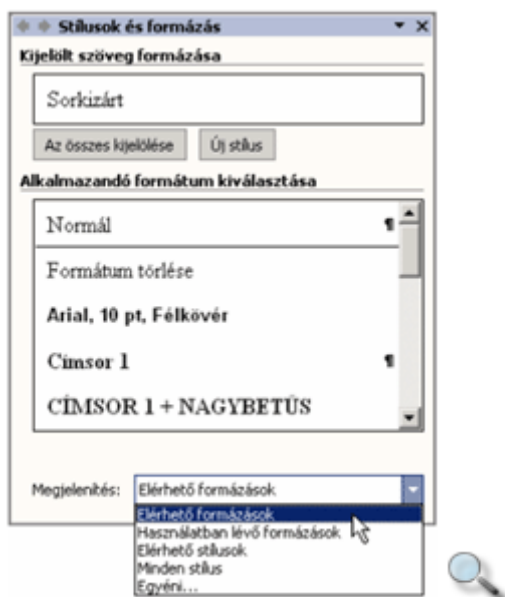 Stílusok és formázás
Kijelölt szöveg formázása
Sorkizárt
Az összes kijelölése Új stílus
Alkalmazandó formátum kiválasztása
Normál ¶
Formátum törlése
Arial, 10 pt, Félkövér
Címsor 1 ¶
CÍMSOR 1 + NAGYBETŰS
Megjelenítés: Elérhető formázások
Elérhető formázások
Használatban lévő formázások
Elérhető stílusok
Minden stílus
Egyéni...